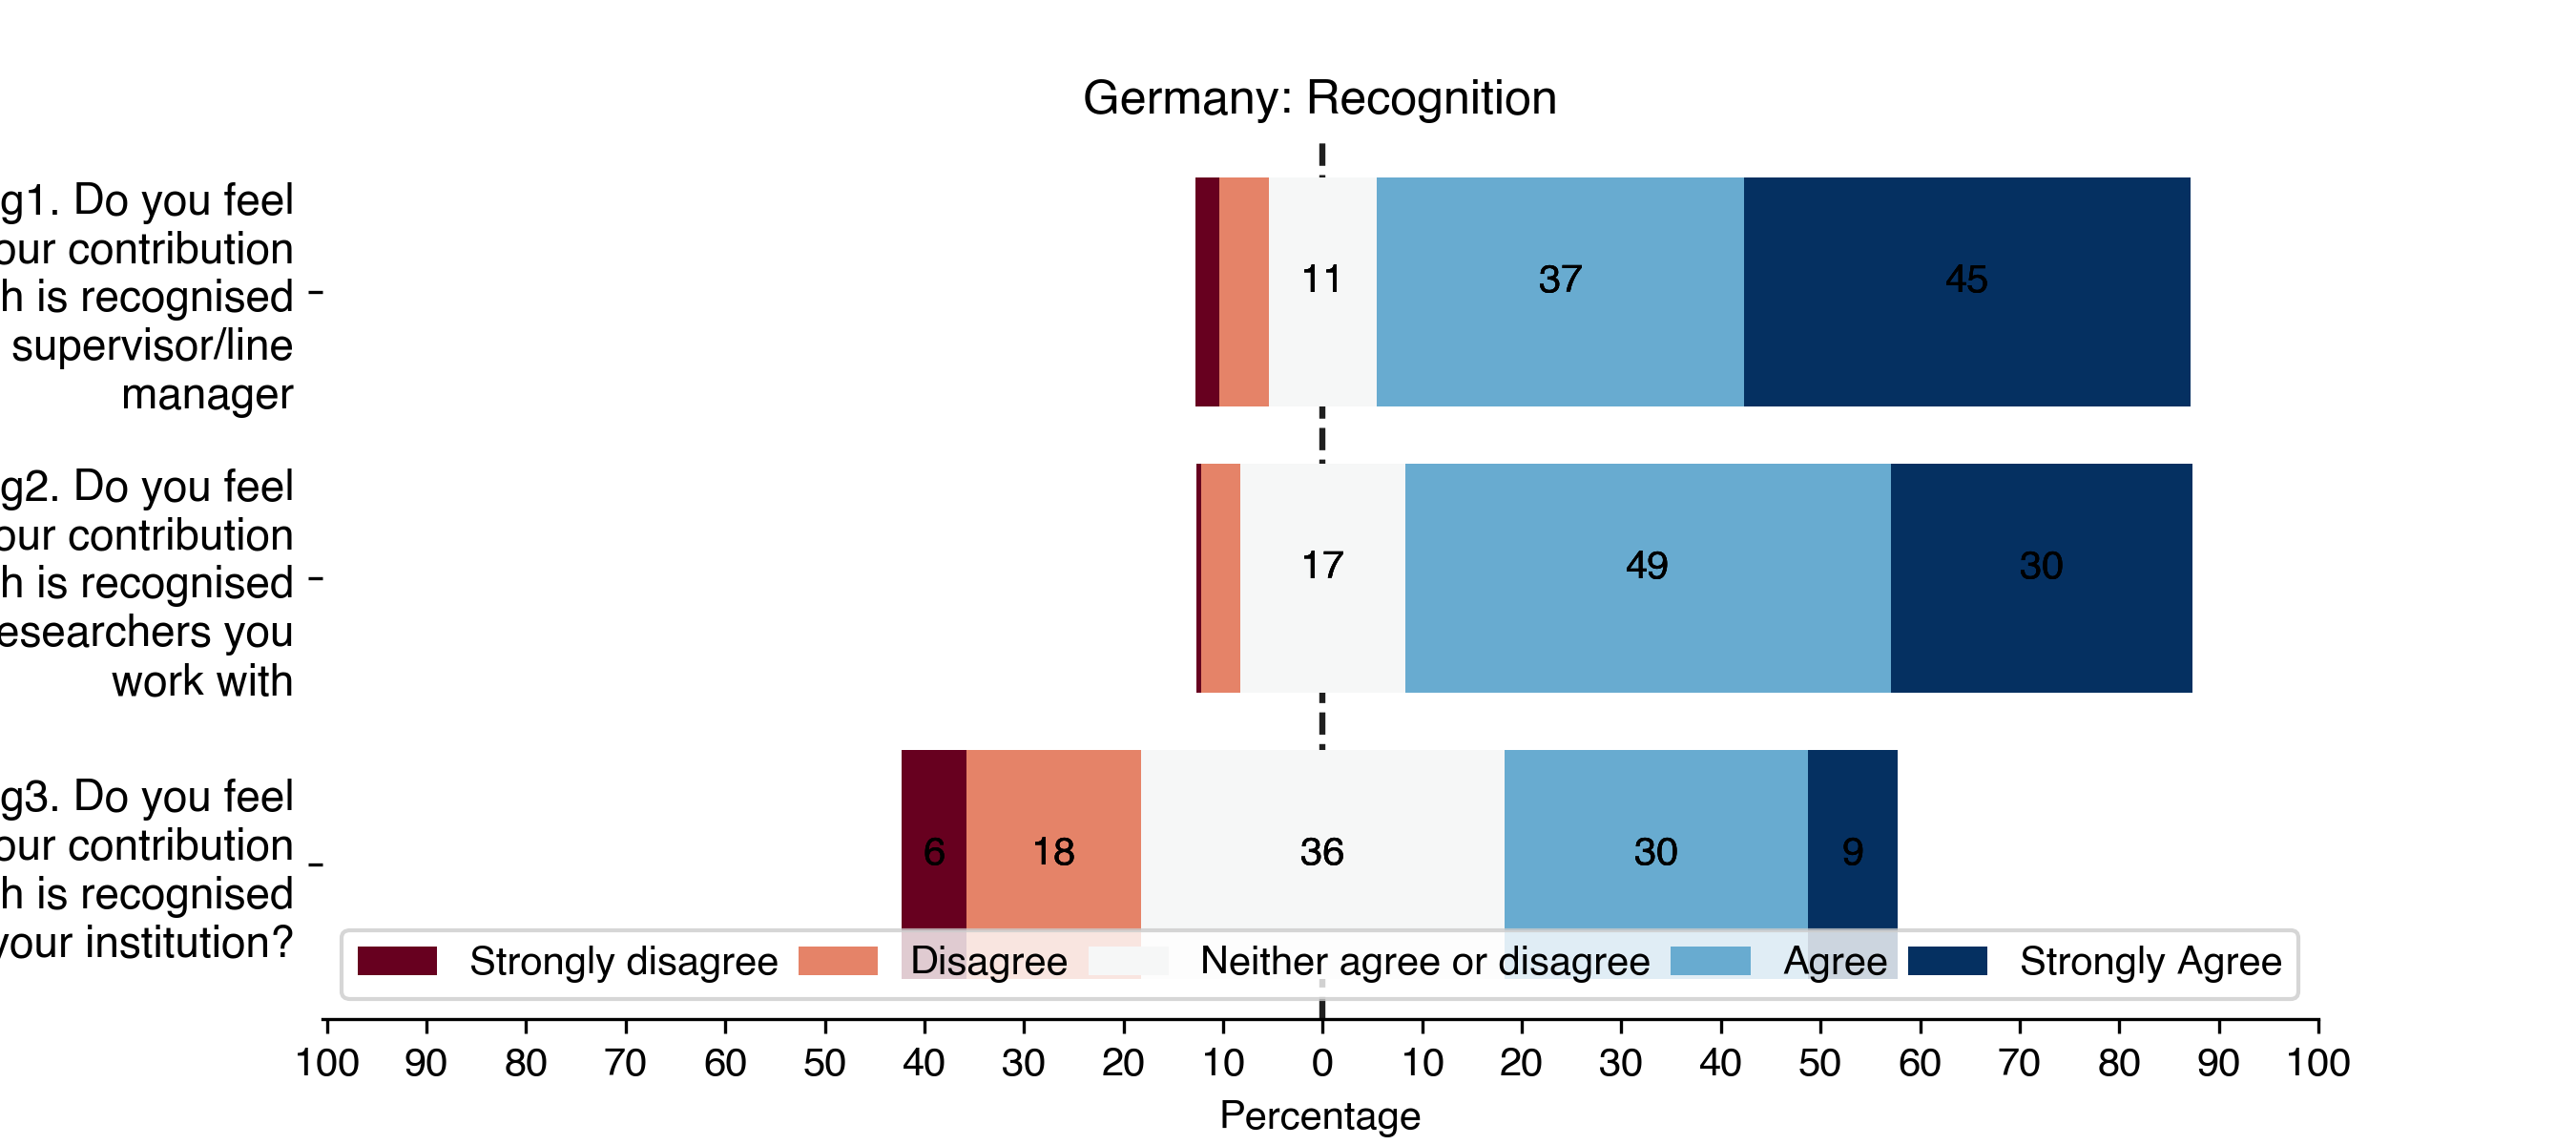 Germany: Recognition
g1. Do you feel
our contribution
h is recognised
supervisor/line
manager
11 37 45
g2. Do you feel
our contribution
h is recognised
esearchers you
work with
17 49 30
g3. Do you feel
our contribution
h is recognised
your institution?
6 18 36 30 9
Strongly disagree Disagree Neither agree or disagree Agree Strongly Agree
100 90 80 70 60 50 40 30 20 10 0 10 20 30 40 50 60 70 80 90 100
Percentage